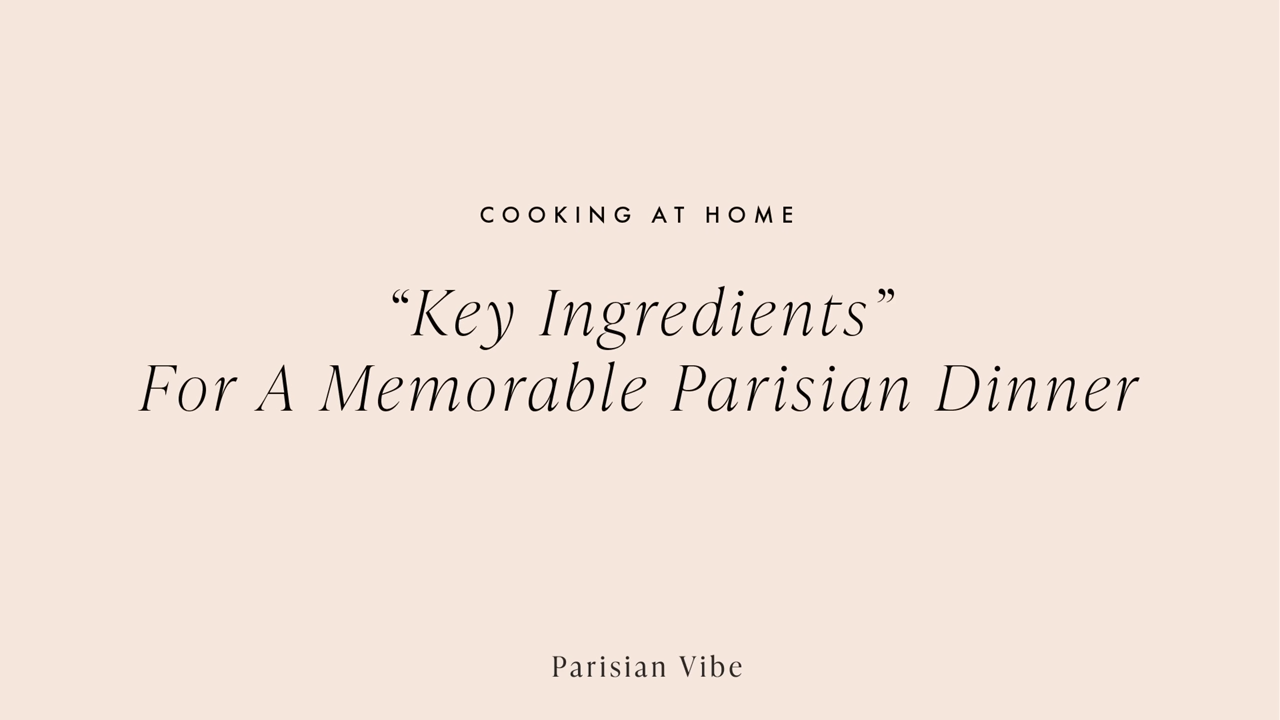 COOKING AT HOME
“Key Ingredients”
For A Memorable Parisian Dinner
Parisian Vibe